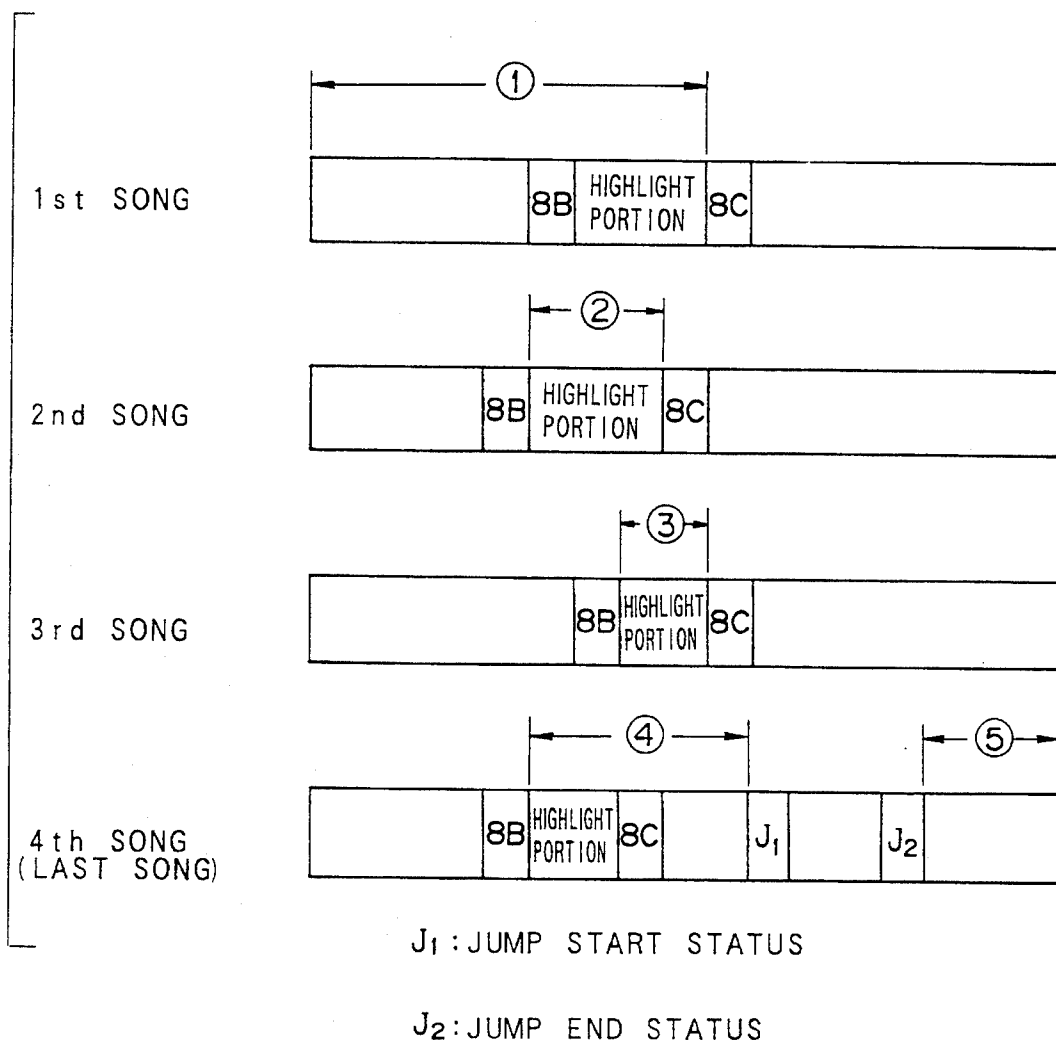 ①
1st SONG
8B
HIGHLIGHT
PORTION
8C
②
2nd SONG
8B
HIGHLIGHT
PORTION
8C
③
3rd SONG
8B
HIGHLIGHT
PORTION
8C
④
⑤
4th SONG
(LAST SONG)
8B
HIGHLIGHT
PORTION
8C
J1
J2
J1:JUMP START STATUS
J2:JUMP END STATUS